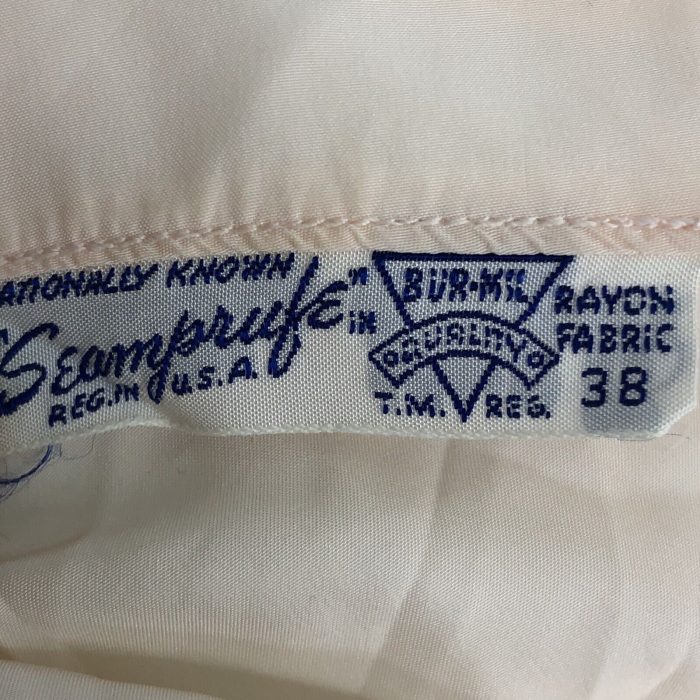 ATIONALLY KNOWN
"Seamprufe" IN
REG. IN U.S.A.
BUR-MIL
QUALITY
T.M. REG.
RAYON
FABRIC
38